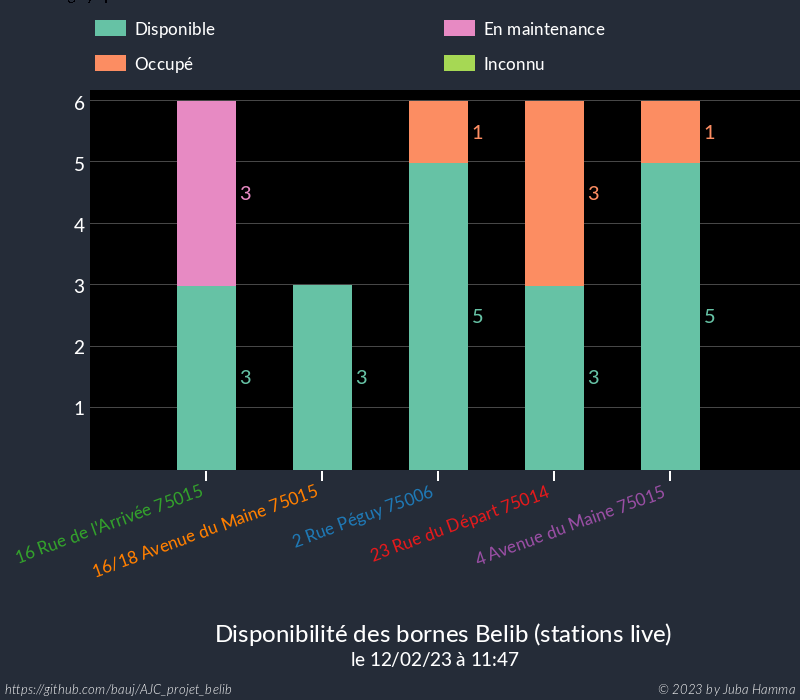 Disponible
En maintenance
Occupé
Inconnu
6
1
1
5
3
3
4
3
5
5
2
3
3
3
1
16 Rue de l'Arrivée 75015
16/18 Avenue du Maine 75015
2 Rue Péguy 75006
23 Rue du Départ 75014
4 Avenue du Maine 75015
Disponibilité des bornes Belib (stations live)
le 12/02/23 à 11:47
https://github.com/bauj/AJC_projet_belib
© 2023 by Juba Hamma